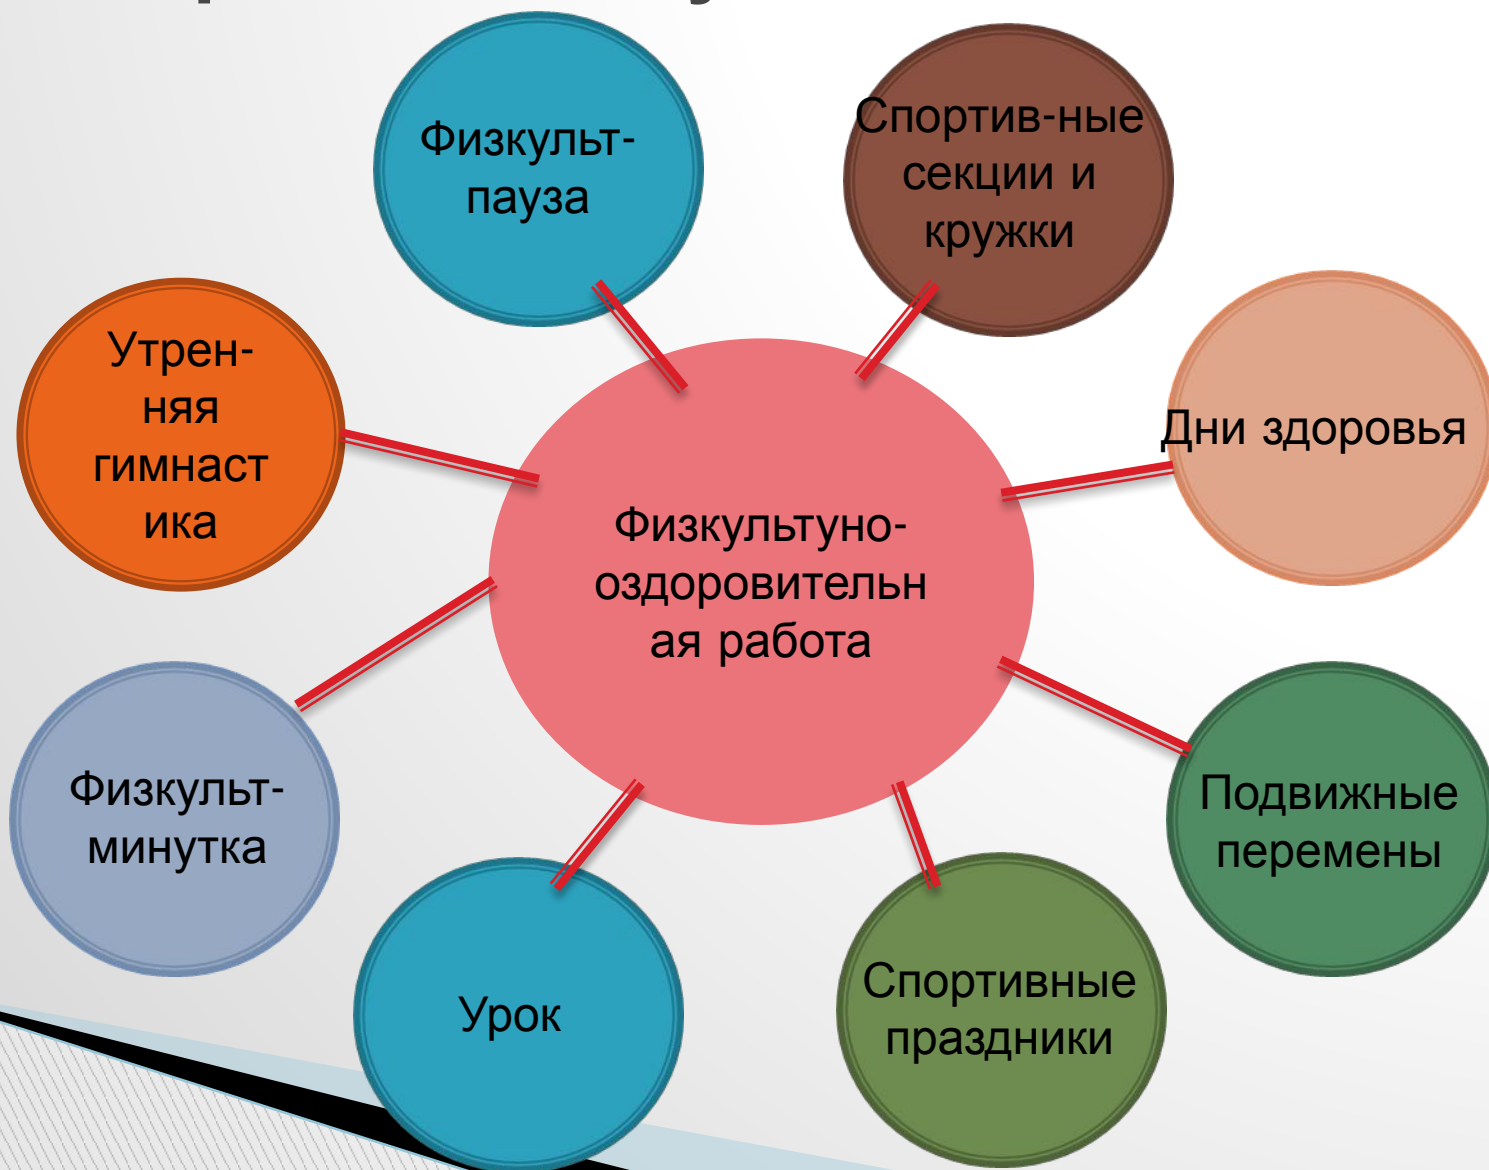 Физкульт-
пауза
Спортив-ные
секции и
кружки
Утрен-
няя
гимнаст
ика
Дни здоровья
Физкультуно-
оздоровительн
ая работа
Физкульт-
минутка
Подвижные
перемены
Урок
Спортивные
праздники